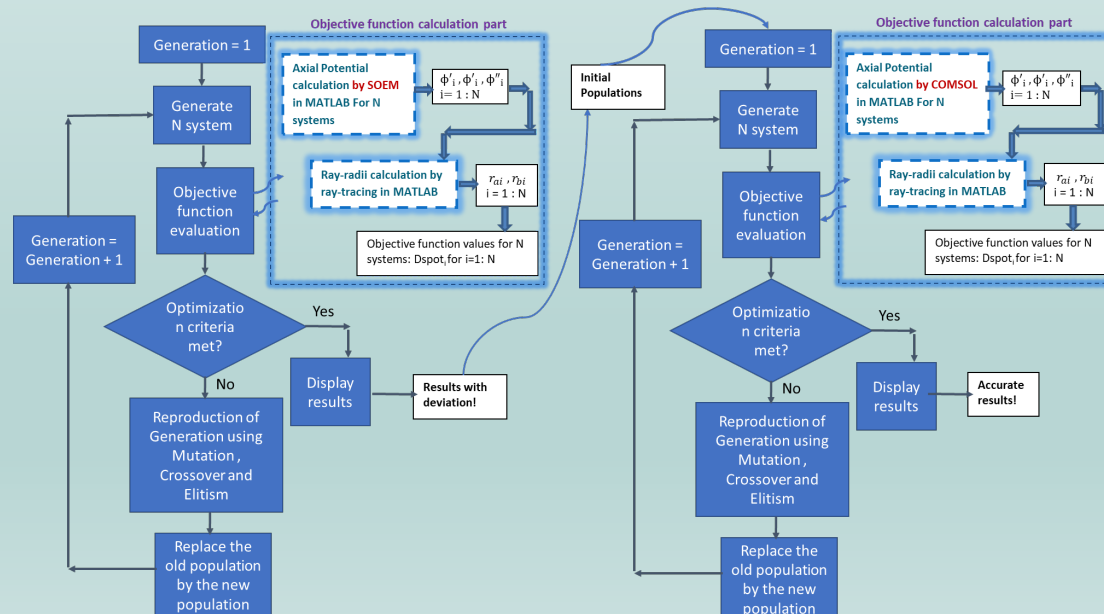 Objective function calculation part
Generation = 1
Generate
N system
Objective
function
evaluation
Generation =
Generation + 1
Axial Potential
calculation by SOEM
in MATLAB For N
systems
ϕ′ᵢ, ϕ′ᵢ, ϕ″ᵢ
i= 1 : N
Ray-radii calculation by
ray-tracing in MATLAB
rₐᵢ , r_bi
i = 1 : N
Objective function values for N
systems: Dspotᵢ for i=1: N
Optimizatio
n criteria
met?
Yes
No
Display
results
Results with
deviation!
Reproduction of
Generation using
Mutation ,
Crossover and
Elitism
Replace the
old population
by the new
population
Initial
Populations
Objective function calculation part
Generation = 1
Generate
N system
Objective
function
evaluation
Generation =
Generation + 1
Axial Potential
calculation by COMSOL
in MATLAB For N
systems
ϕ′ᵢ, ϕ′ᵢ, ϕ″ᵢ
i= 1 : N
Ray-radii calculation by
ray-tracing in MATLAB
rₐᵢ , r_bi
i = 1 : N
Objective function values for N
systems: Dspotᵢ for i=1: N
Optimizatio
n criteria
met?
Yes
No
Display
results
Accurate
results!
Reproduction of
Generation using
Mutation ,
Crossover and
Elitism
Replace the
old population
by the new
population